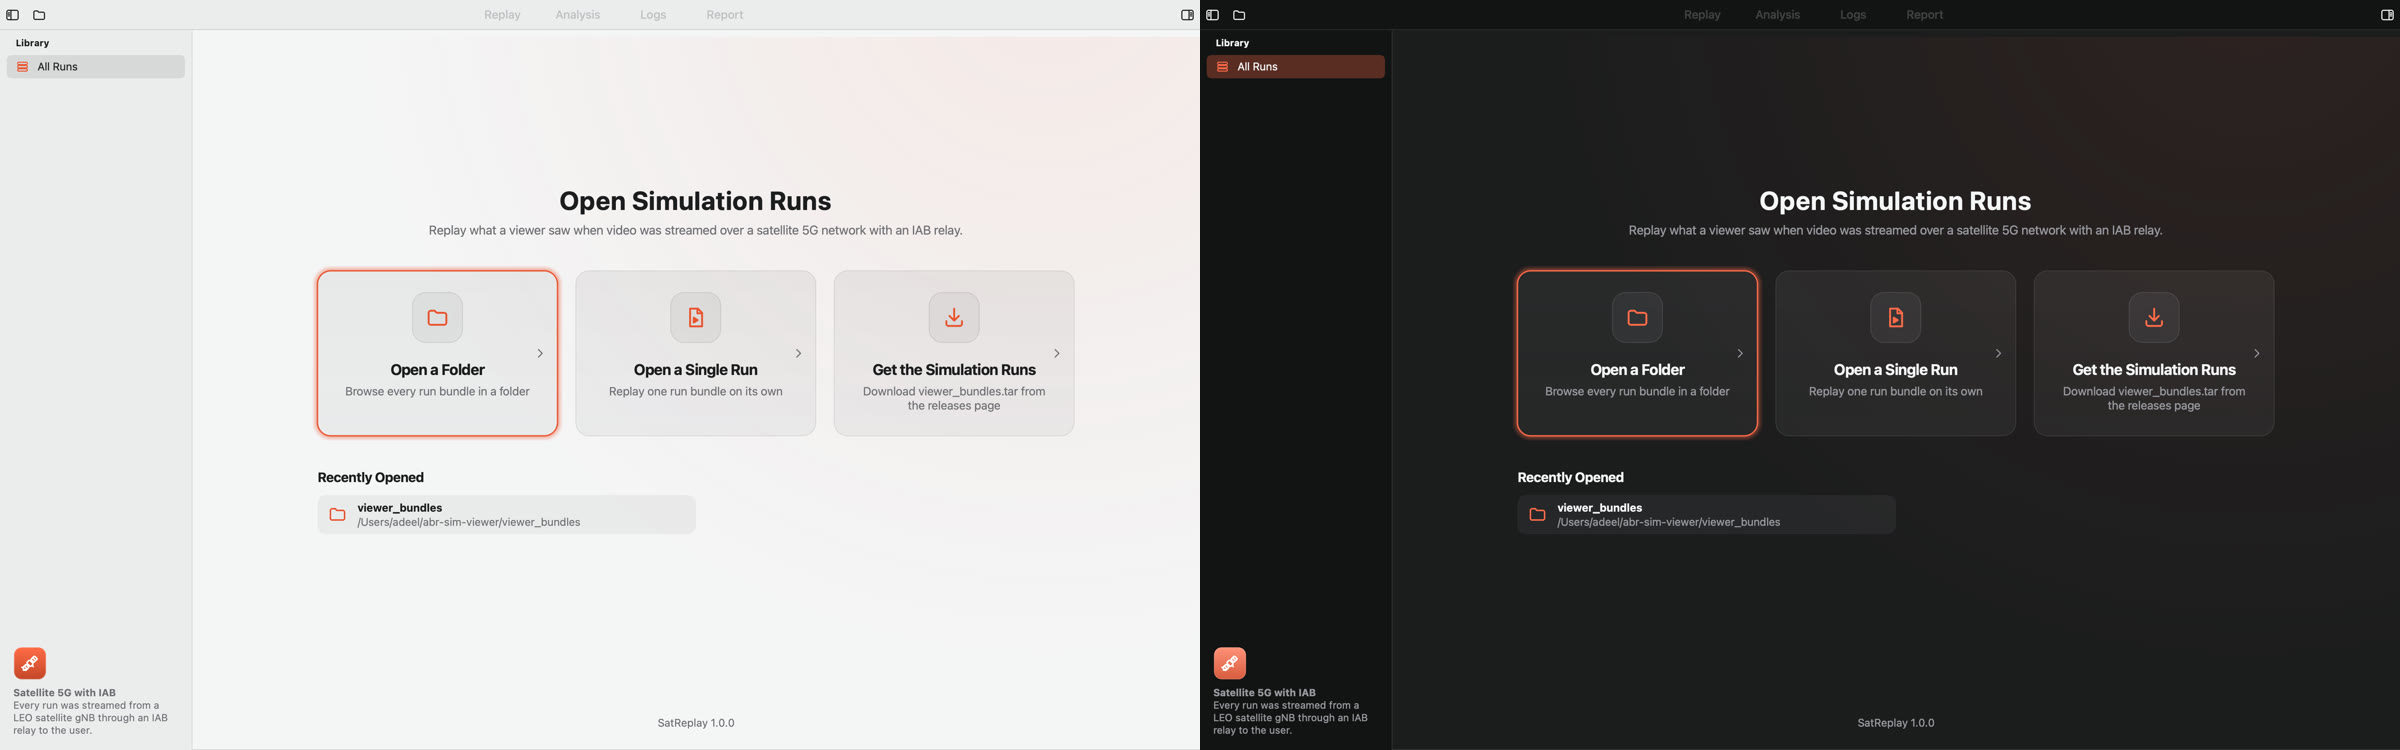 Replay
Analysis
Logs
Report
Library
All Runs
Open Simulation Runs
Replay what a viewer saw when video was streamed over a satellite 5G network with an IAB relay.
Open a Folder
Browse every run bundle in a folder
Open a Single Run
Replay one run bundle on its own
Get the Simulation Runs
Download viewer_bundles.tar from
the releases page
Recently Opened
viewer_bundles
/Users/adeel/abr-sim-viewer/viewer_bundles
Satellite 5G with IAB
Every run was streamed from a
LEO satellite gNB through an IAB
relay to the user.
SatReplay 1.0.0
Replay
Analysis
Logs
Report
Library
All Runs
Open Simulation Runs
Replay what a viewer saw when video was streamed over a satellite 5G network with an IAB relay.
Open a Folder
Browse every run bundle in a folder
Open a Single Run
Replay one run bundle on its own
Get the Simulation Runs
Download viewer_bundles.tar from
the releases page
Recently Opened
viewer_bundles
/Users/adeel/abr-sim-viewer/viewer_bundles
Satellite 5G with IAB
Every run was streamed from a
LEO satellite gNB through an IAB
relay to the user.
SatReplay 1.0.0